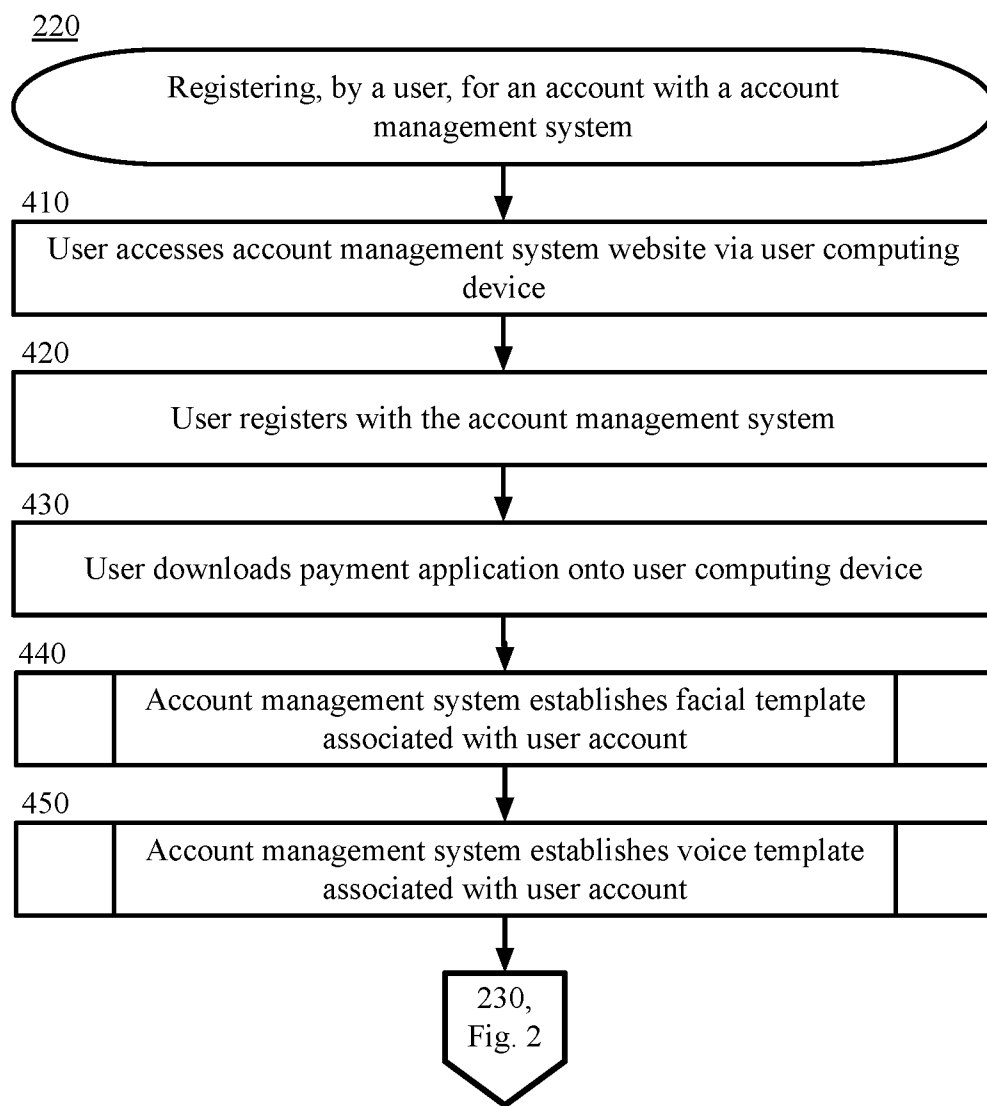 220
Registering, by a user, for an account with a account
management system
410
User accesses account management system website via user computing
device
420
User registers with the account management system
430
User downloads payment application onto user computing device
440
Account management system establishes facial template
associated with user account
450
Account management system establishes voice template
associated with user account
230,
Fig. 2